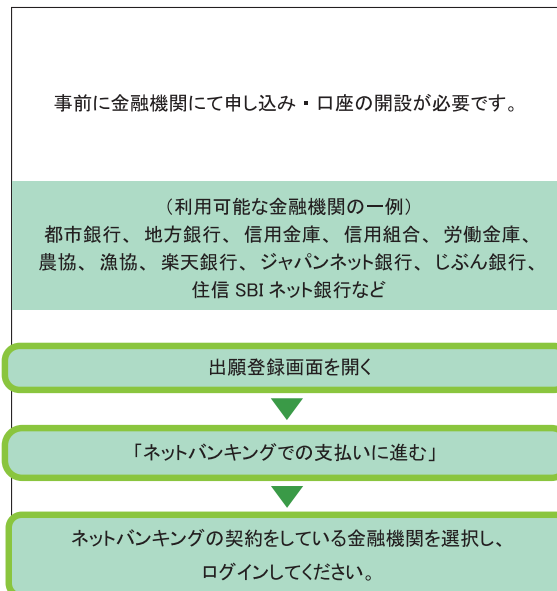 事前に金融機関にて申し込み・口座の開設が必要です。
（利用可能な金融機関の一例）
都市銀行、地方銀行、信用金庫、信用組合、労働金庫、
農協、漁協、楽天銀行、ジャパンネット銀行、じぶん銀行、
住信 SBI ネット銀行など
出願登録画面を開く
「ネットバンキングでの支払いに進む」
ネットバンキングの契約をしている金融機関を選択し、
ログインしてください。